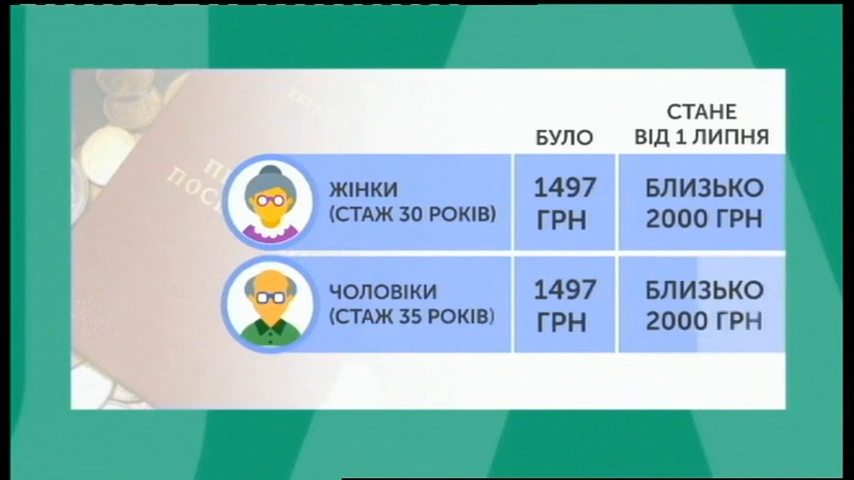 БУЛО
СТАНЕ
ВІД 1 ЛИПНЯ
ЖІНКИ
(СТАЖ 30 РОКІВ)
1497
ГРН
БЛИЗЬКО
2000 ГРН
ЧОЛОВІКИ
(СТАЖ 35 РОКІВ)
1497
ГРН
БЛИЗЬКО
2000 ГРН